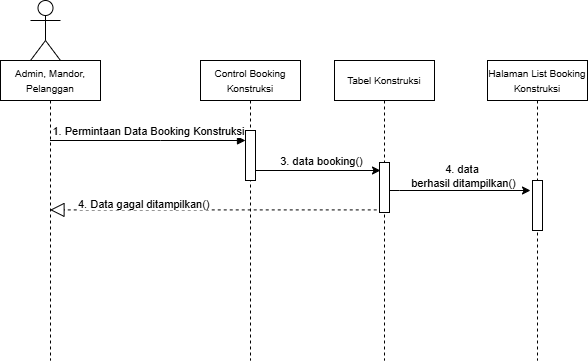 Admin, Mandor,
Pelanggan
Control Booking
Konstruksi
Tabel Konstruksi
Halaman List Booking
Konstruksi
1. Permintaan Data Booking Konstruksi
3. data booking()
4. data
berhasil ditampilkan()
4. Data gagal ditampilkan()